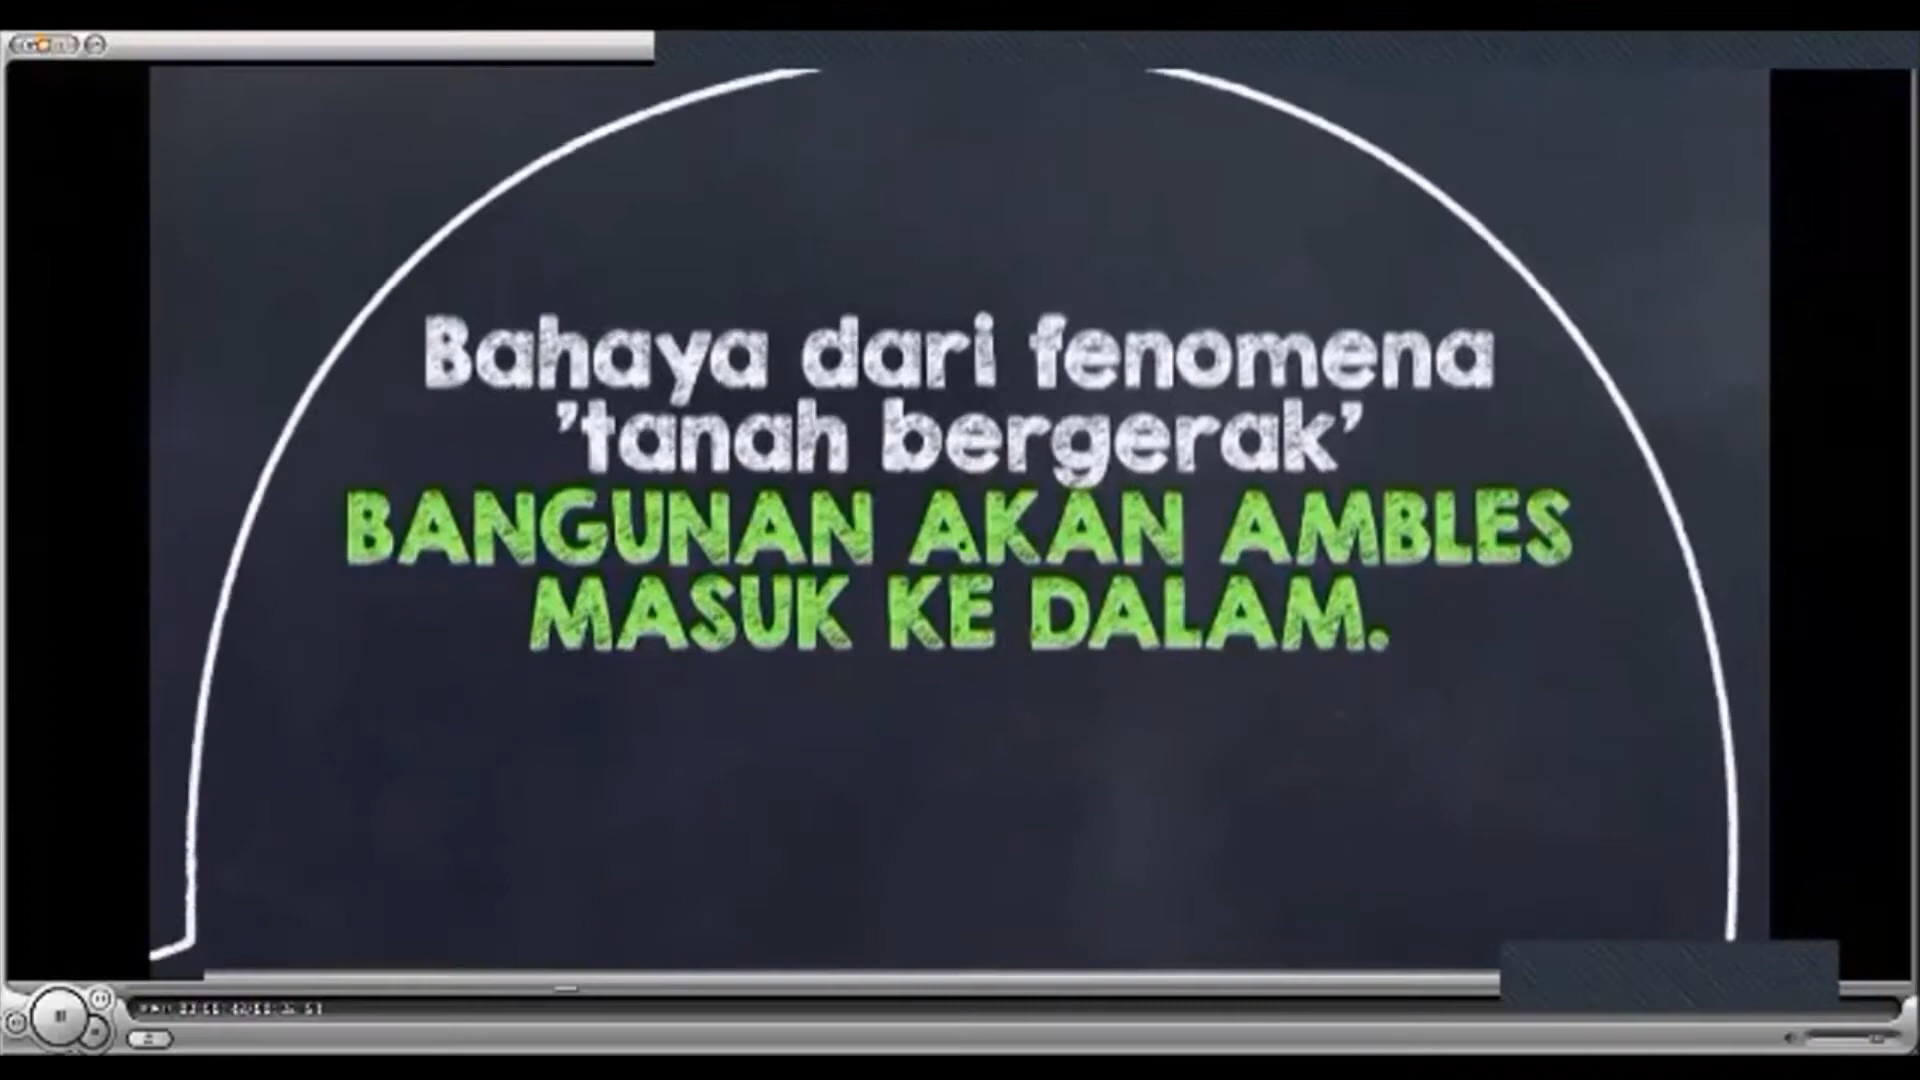 Bahaya dari fenomena
'tanah bergerak'
BANGUNAN AKAN AMBLES
MASUK KE DALAM.